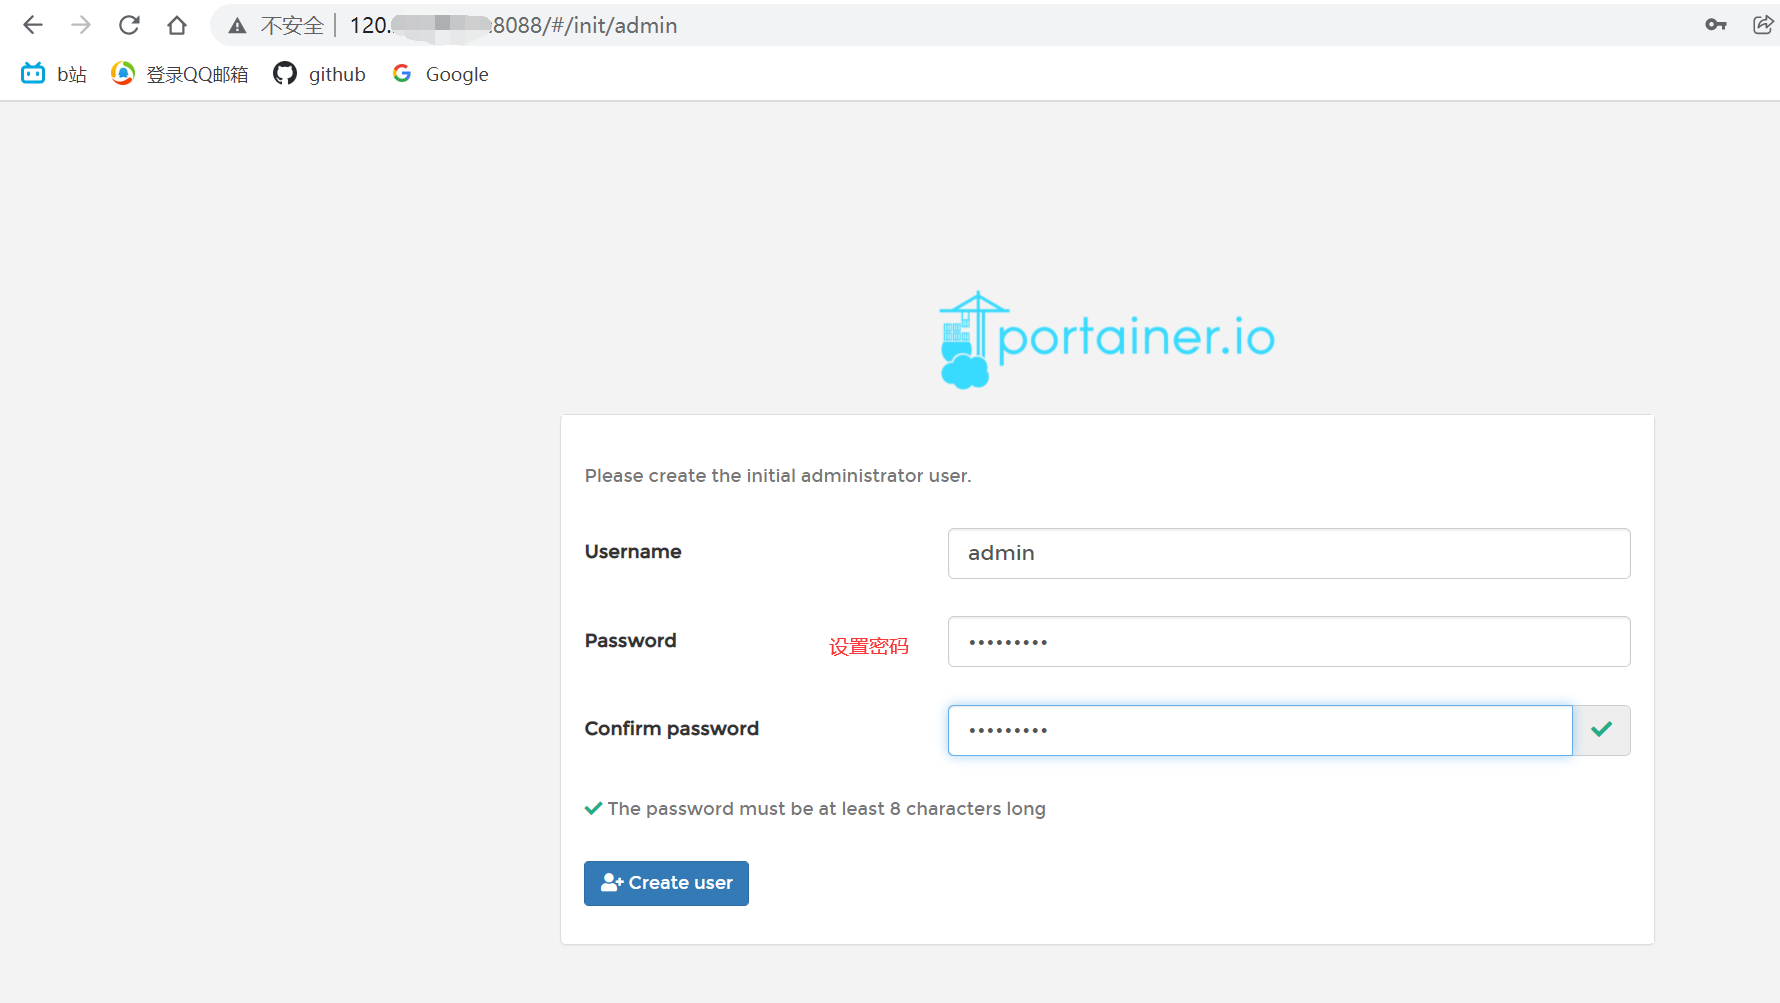 不安全 120. 8088/#/init/admin
b站 登录QQ邮箱 github Google
portainer.io
Please create the initial administrator user.
Username admin
Password 设置密码 •••••••••
Confirm password •••••••••
The password must be at least 8 characters long
Create user